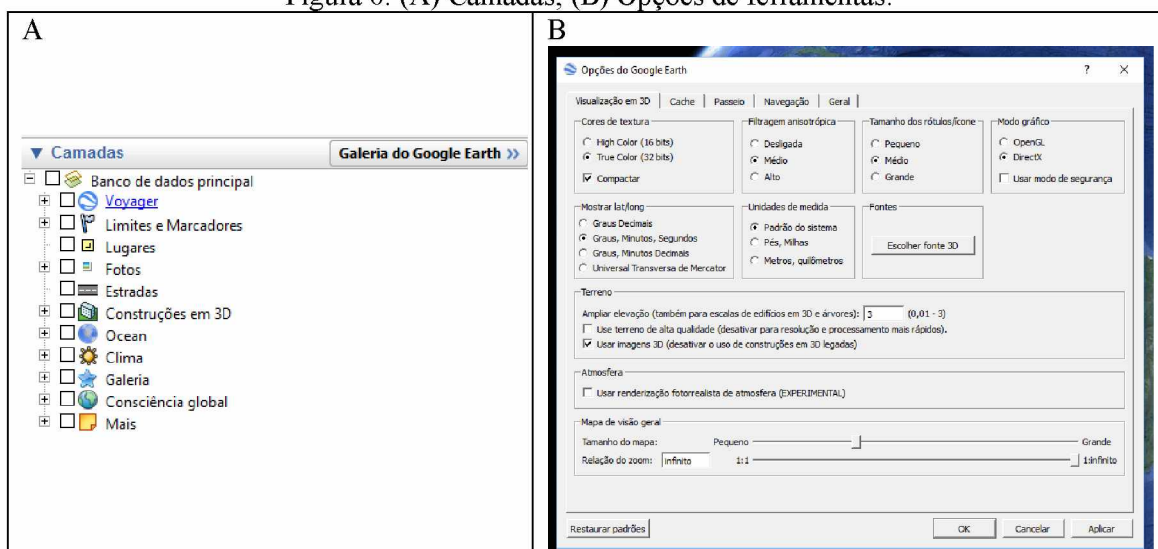 Figura 6: (A) Camadas; (B) Opções de ferramentas.
A
Camadas
Galeria do Google Earth »
Banco de dados principal
Voyager
Limites e Marcadores
Lugares
Fotos
Estradas
Construções em 3D
Ocean
Clima
Galeria
Consciência global
Mais
B
Opções do Google Earth
? X
Visualização em 3D Cache Passeio Navegação Geral
Cores de textura
High Color (16 bits)
True Color (32 bits)
Compactar
Filtragem anisotrópica
Desligada
Médio
Alto
Tamanho dos rótulos/ícone
Pequeno
Médio
Grande
Modo gráfico
OpenGL
DirectX
Usar modo de segurança
Mostrar lat/long
Graus Decimais
Graus, Minutos, Segundos
Graus, Minutos Decimais
Universal Transversa de Mercator
Unidades de medida
Padrão do sistema
Pés, Milhas
Metros, quilômetros
Fontes
Escolher fonte 3D
Terreno
Ampliar elevação (também para escalas de edifícios em 3D e árvores): 3 (0,01 - 3)
Use terreno de alta qualidade (desativar para resolução e processamento mais rápidos).
Usar imagens 3D (desativar o uso de construções em 3D legadas)
Atmosfera
Usar renderização fotorrealista de atmosfera (EXPERIMENTAL)
Mapa de visão geral
Tamanho do mapa: Pequeno Grande
Relação do zoom: infinito 1:1 1:infinito
Restaurar padrões OK Cancelar Aplicar